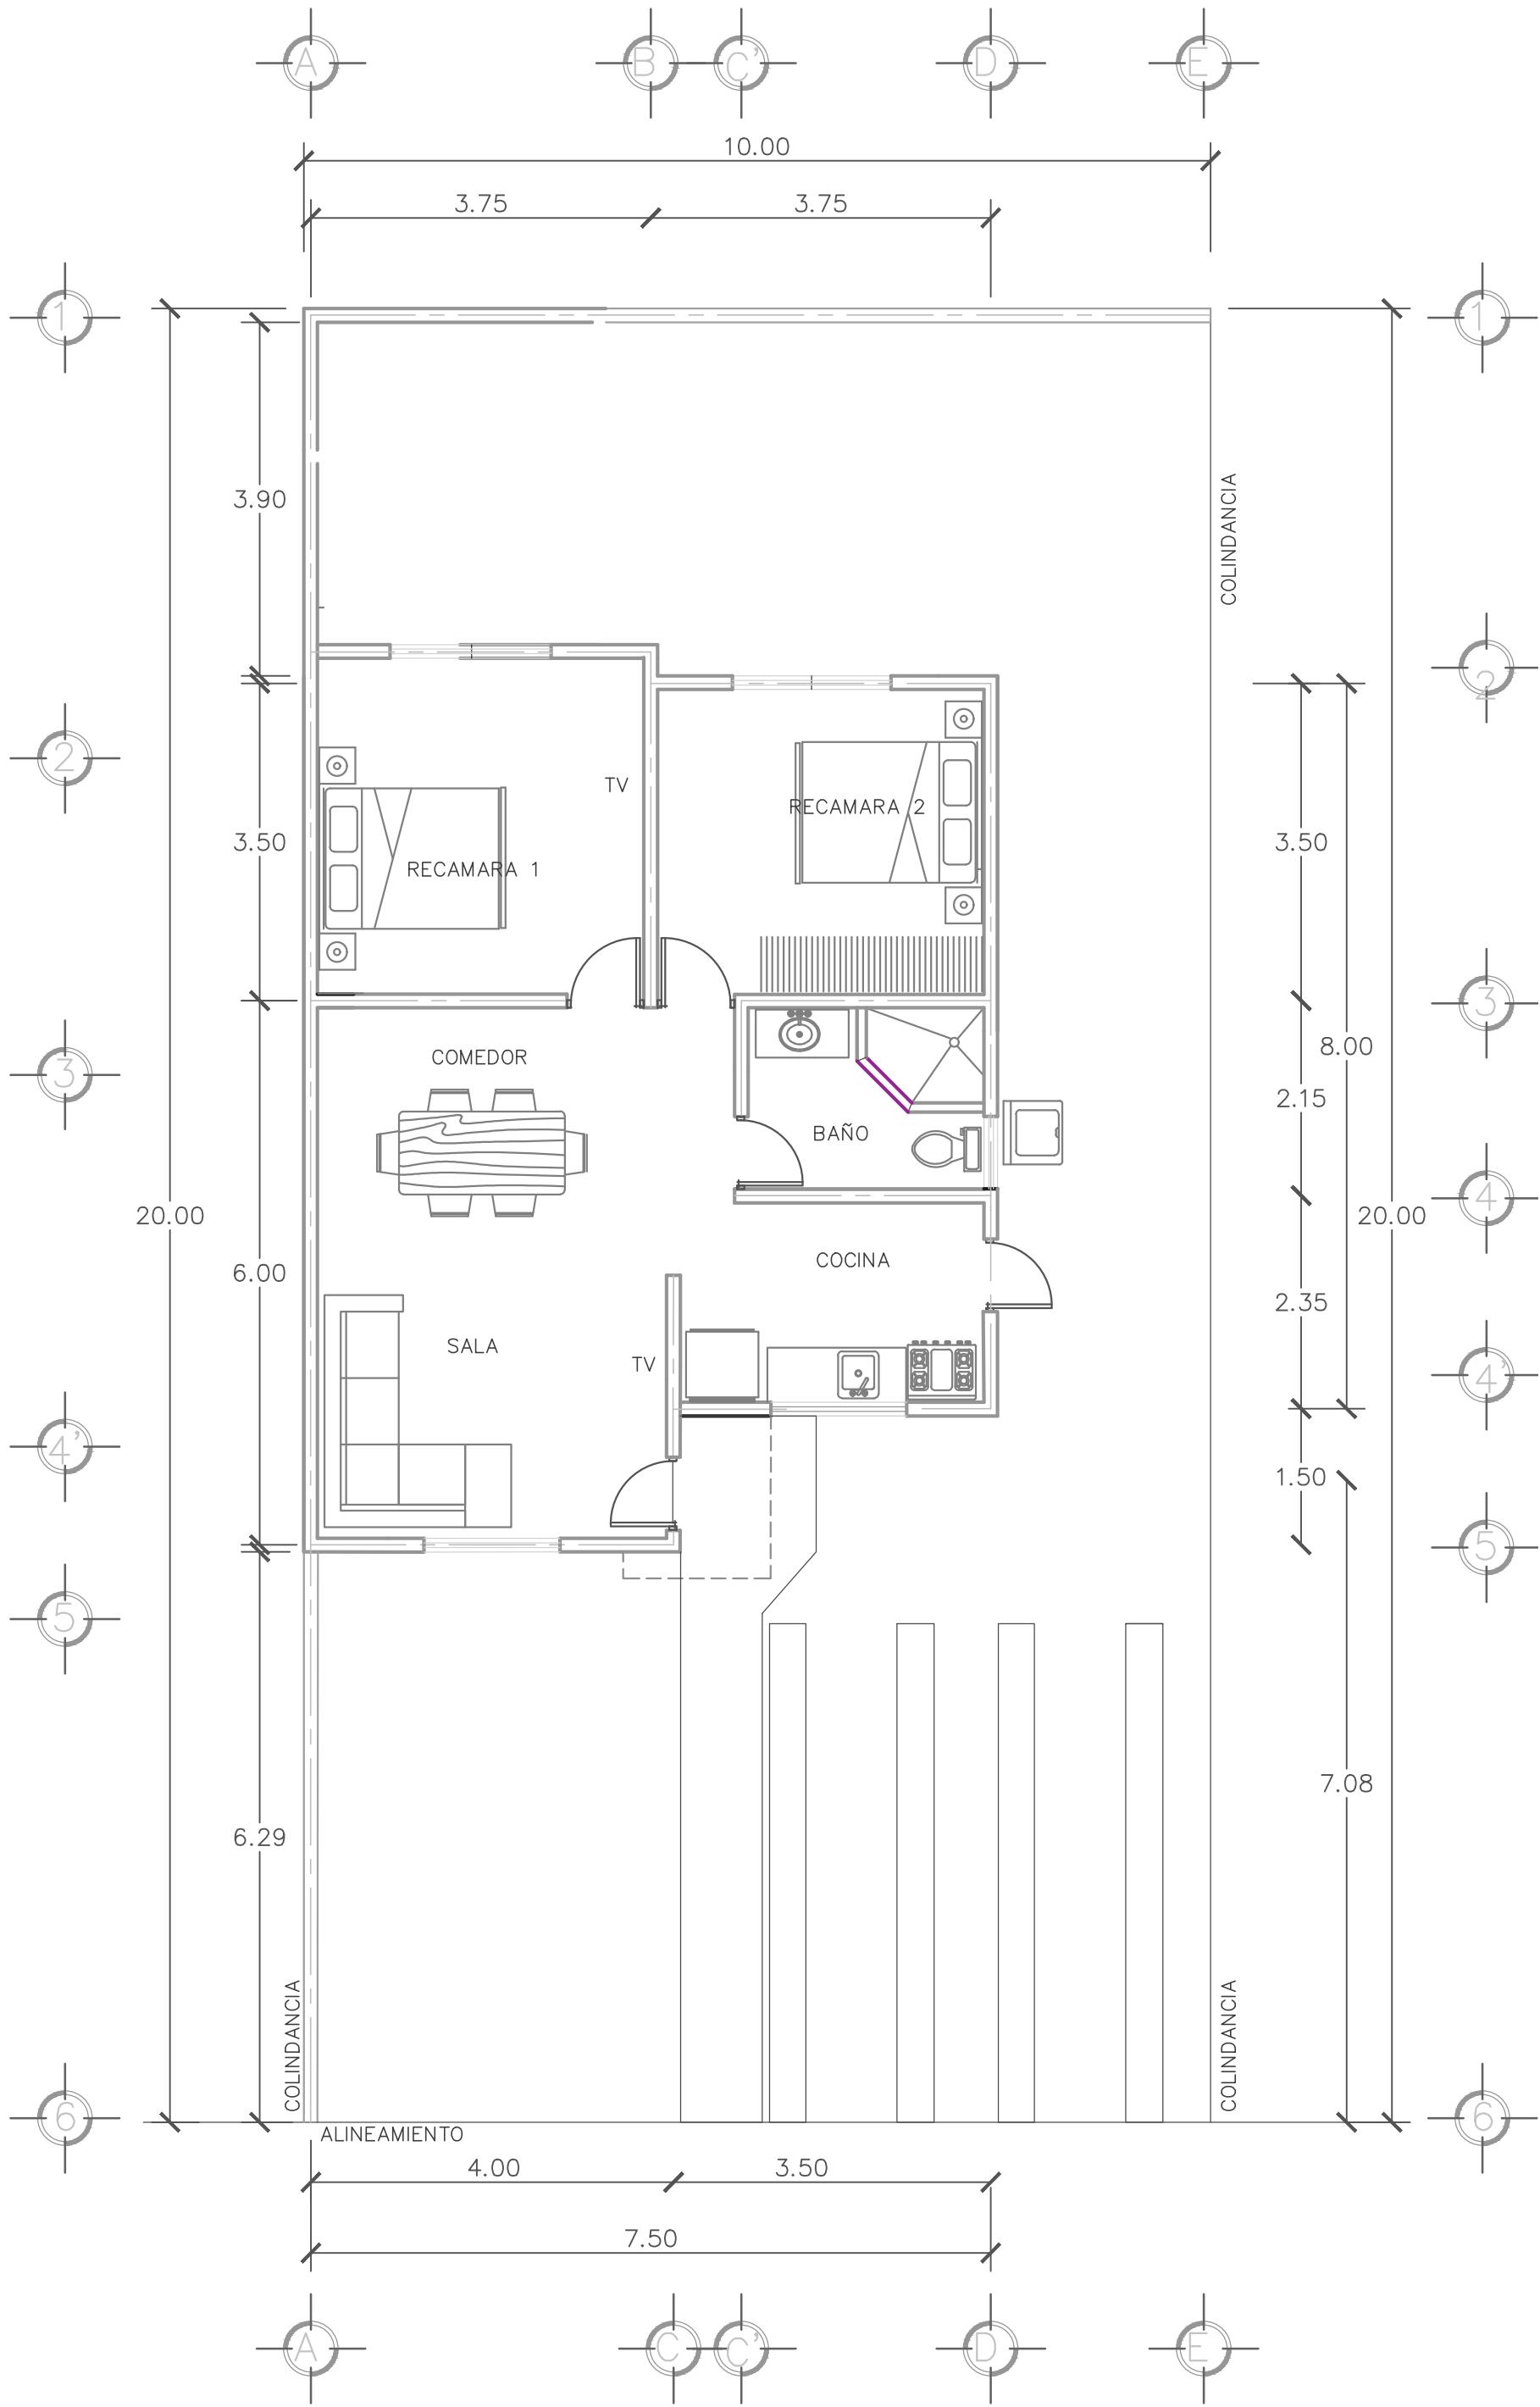 A B C' D E
10.00
3.75 3.75
1 1
COLINDANCIA
3.90
2
2
TV
RECAMARA 2
3.50 3.50
RECAMARA 1
3
8.00
COMEDOR
3
2.15
BAÑO
4
20.00 20.00
COCINA
6.00
2.35
SALA
TV
4'
4'
1.50
5
5
7.08
6.29
COLINDANCIA COLINDANCIA
6 6
ALINEAMIENTO
4.00 3.50
7.50
A C C' D E